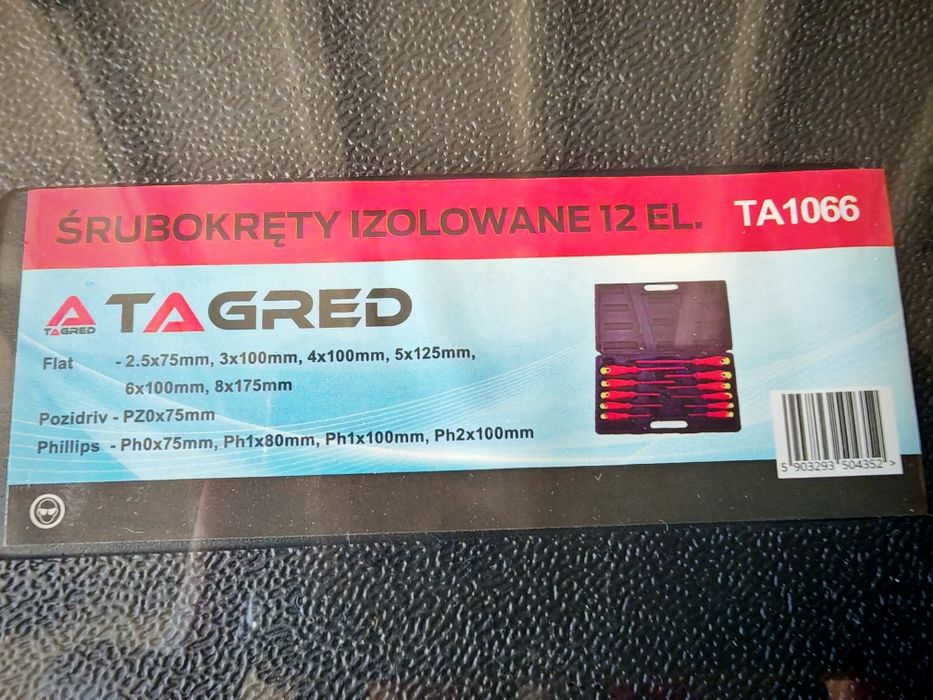 ŚRUBOKRĘTY IZOLOWANE 12 EL. TA1066
TAGRED TAGRED
Flat - 2.5x75mm, 3x100mm, 4x100mm, 5x125mm,
6x100mm, 8x175mm
Pozidriv - PZ0x75mm
Phillips - Ph0x75mm, Ph1x80mm, Ph1x100mm, Ph2x100mm
5 903293 504352 >